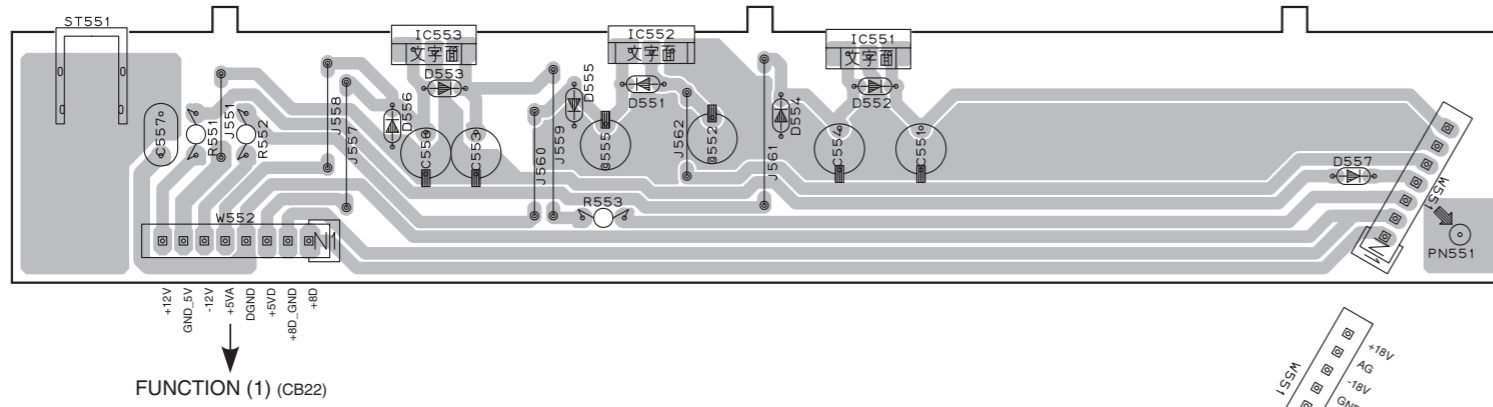 ST551
IC553
文字面
IC552
文字面
IC551
文字面
D553
D555
D551
D554
D552
C557
R551
J551
R552
J558
J557
D556
C553
J559
J560
C555
J562
C552
J561
C554
C551
D557
W551
R553
W552
N1
PN551
+12V
GND_5V
-12V
+5VA
DGND
+5VD
+8D_GND
+8D
FUNCTION (1) (CB22)
W551
+18V
AG
-18V